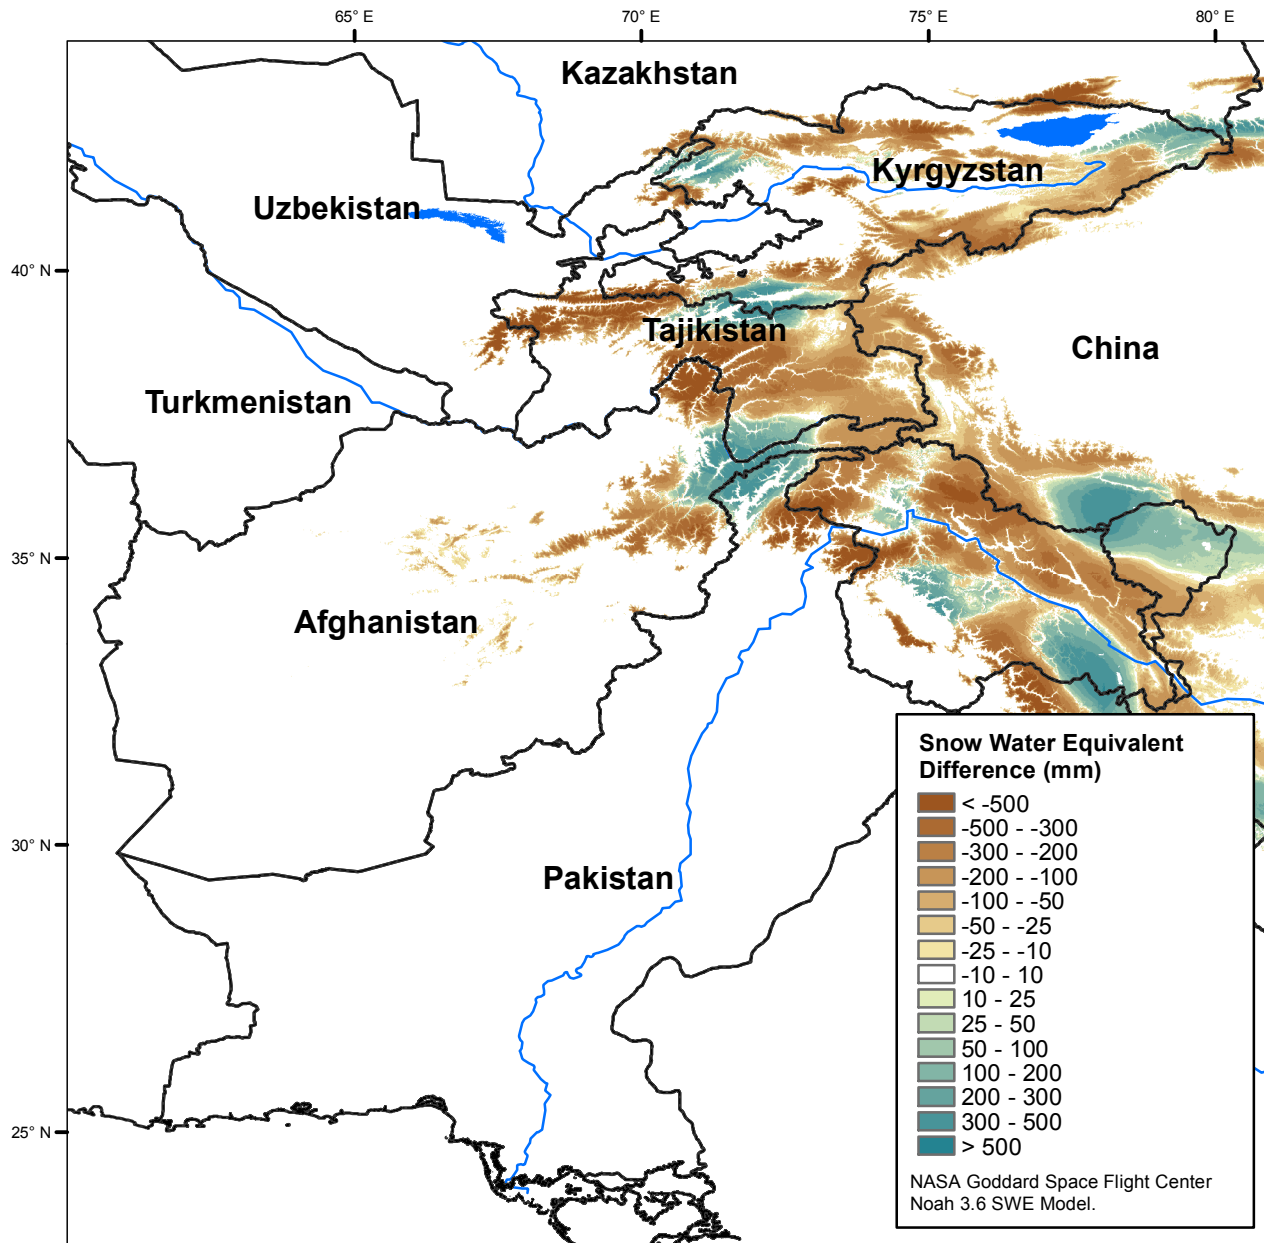 65° E
70° E
75° E
80° E
Kazakhstan
Kyrgyzstan
Uzbekistan
40° N
Tajikistan
China
Turkmenistan
35° N
Afghanistan
Snow Water Equivalent
Difference (mm)
< -500
-500 - -300
-300 - -200
-200 - -100
-100 - -50
-50 - -25
-25 - -10
-10 - 10
10 - 25
25 - 50
50 - 100
100 - 200
200 - 300
300 - 500
> 500
30° N
Pakistan
25° N
NASA Goddard Space Flight Center
Noah 3.6 SWE Model.